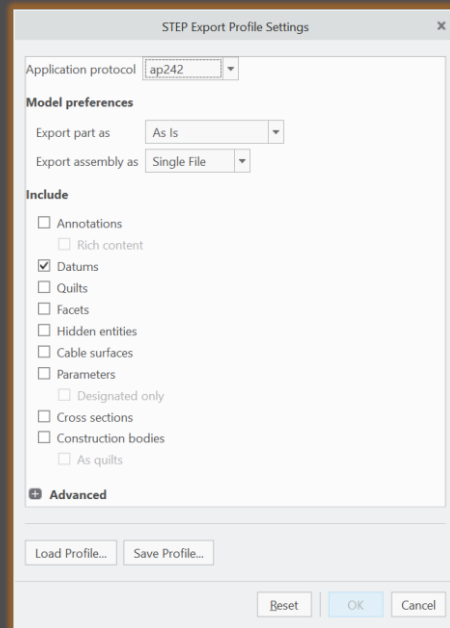 STEP Export Profile Settings x
Application protocol ap242
Model preferences
Export part as As Is
Export assembly as Single File
Include
Annotations
Rich content
Datums
Quilts
Facets
Hidden entities
Cable surfaces
Parameters
Designated only
Cross sections
Construction bodies
As quilts
Advanced
Load Profile... Save Profile...
Reset OK Cancel